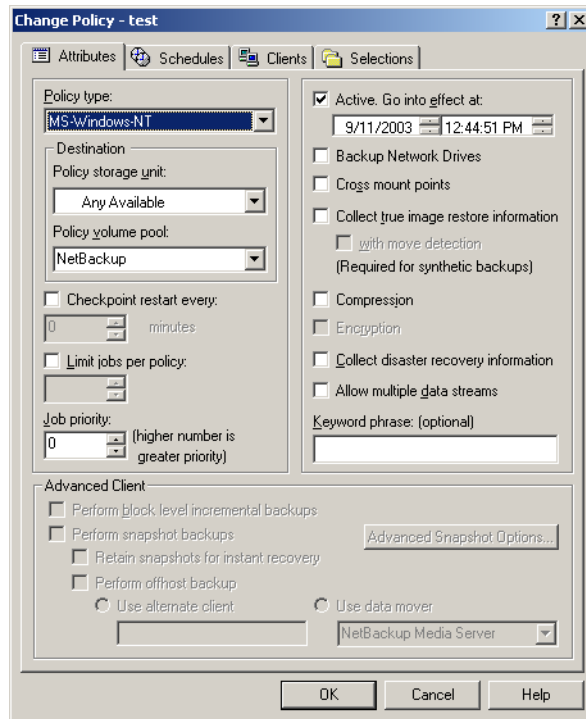 Change Policy - test
Attributes
Schedules
Clients
Selections
Policy type:
MS-Windows-NT
Destination
Policy storage unit:
Any Available
Policy volume pool:
NetBackup
Checkpoint restart every:
0 minutes
Limit jobs per policy:
Job priority:
0 (higher number is
greater priority)
Active. Go into effect at:
9/11/2003 12:44:51 PM
Backup Network Drives
Cross mount points
Collect true image restore information
with move detection
(Required for synthetic backups)
Compression
Encryption
Collect disaster recovery information
Allow multiple data streams
Keyword phrase: (optional)
Advanced Client
Perform block level incremental backups
Perform snapshot backups
Advanced Snapshot Options...
Retain snapshots for instant recovery
Perform offhost backup
Use alternate client
Use data mover
NetBackup Media Server
OK
Cancel
Help